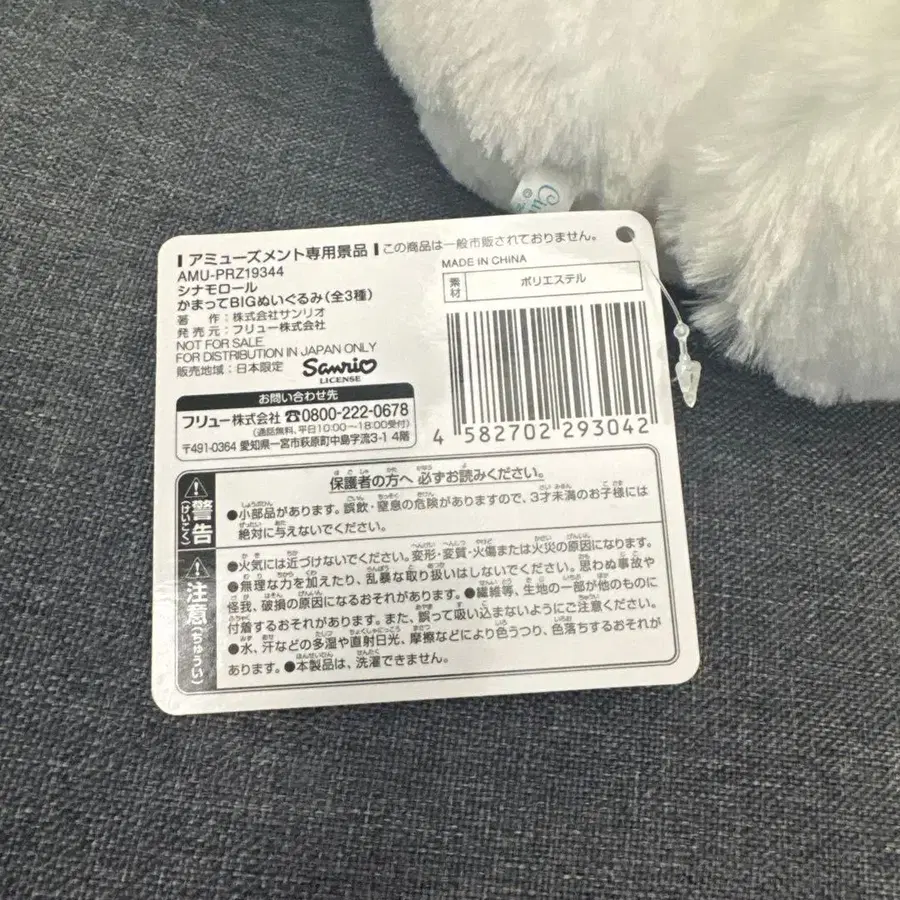 アミューズメント専用景品 この商品は一般市販されておりません。
AMU-PRZ19344
シナモロール
かまってBIGぬいぐるみ(全3種)
著 作：株式会社サンリオ
発 売 元：フリュー株式会社
NOT FOR SALE
FOR DISTRIBUTION IN JAPAN ONLY
販売地域：日本限定
Sanrio
LICENSE
お問い合わせ先
フリュー株式会社 ☎0800-222-0678
(通話無料、平日10:00〜18:00受付)
〒491-0364 愛知県一宮市萩原町中島字流3-1 4階
MADE IN CHINA
素材 ポリエステル
4 582702 293042
保護者の方へ 必ずお読みください。
警告(けいこく)
●小部品があります。誤飲・窒息の危険がありますので、3才未満のお子様には
絶対に与えないでください。
注意(ちゅうい)
●火気には近づけないでください。変形・変質・火傷または火災の原因になります。
●無理な力を加えたり、乱暴な取り扱いはしないでください。思わぬ事故や
怪我、破損の原因になるおそれがあります。●繊維等、生地の一部が他のものに
付着するおそれがあります。また、誤って吸い込まないようにご注意ください。
●水、汗などの多湿や直射日光、摩擦などにより色うつり、色落ちするおそれが
あります。●本製品は、洗濯できません。